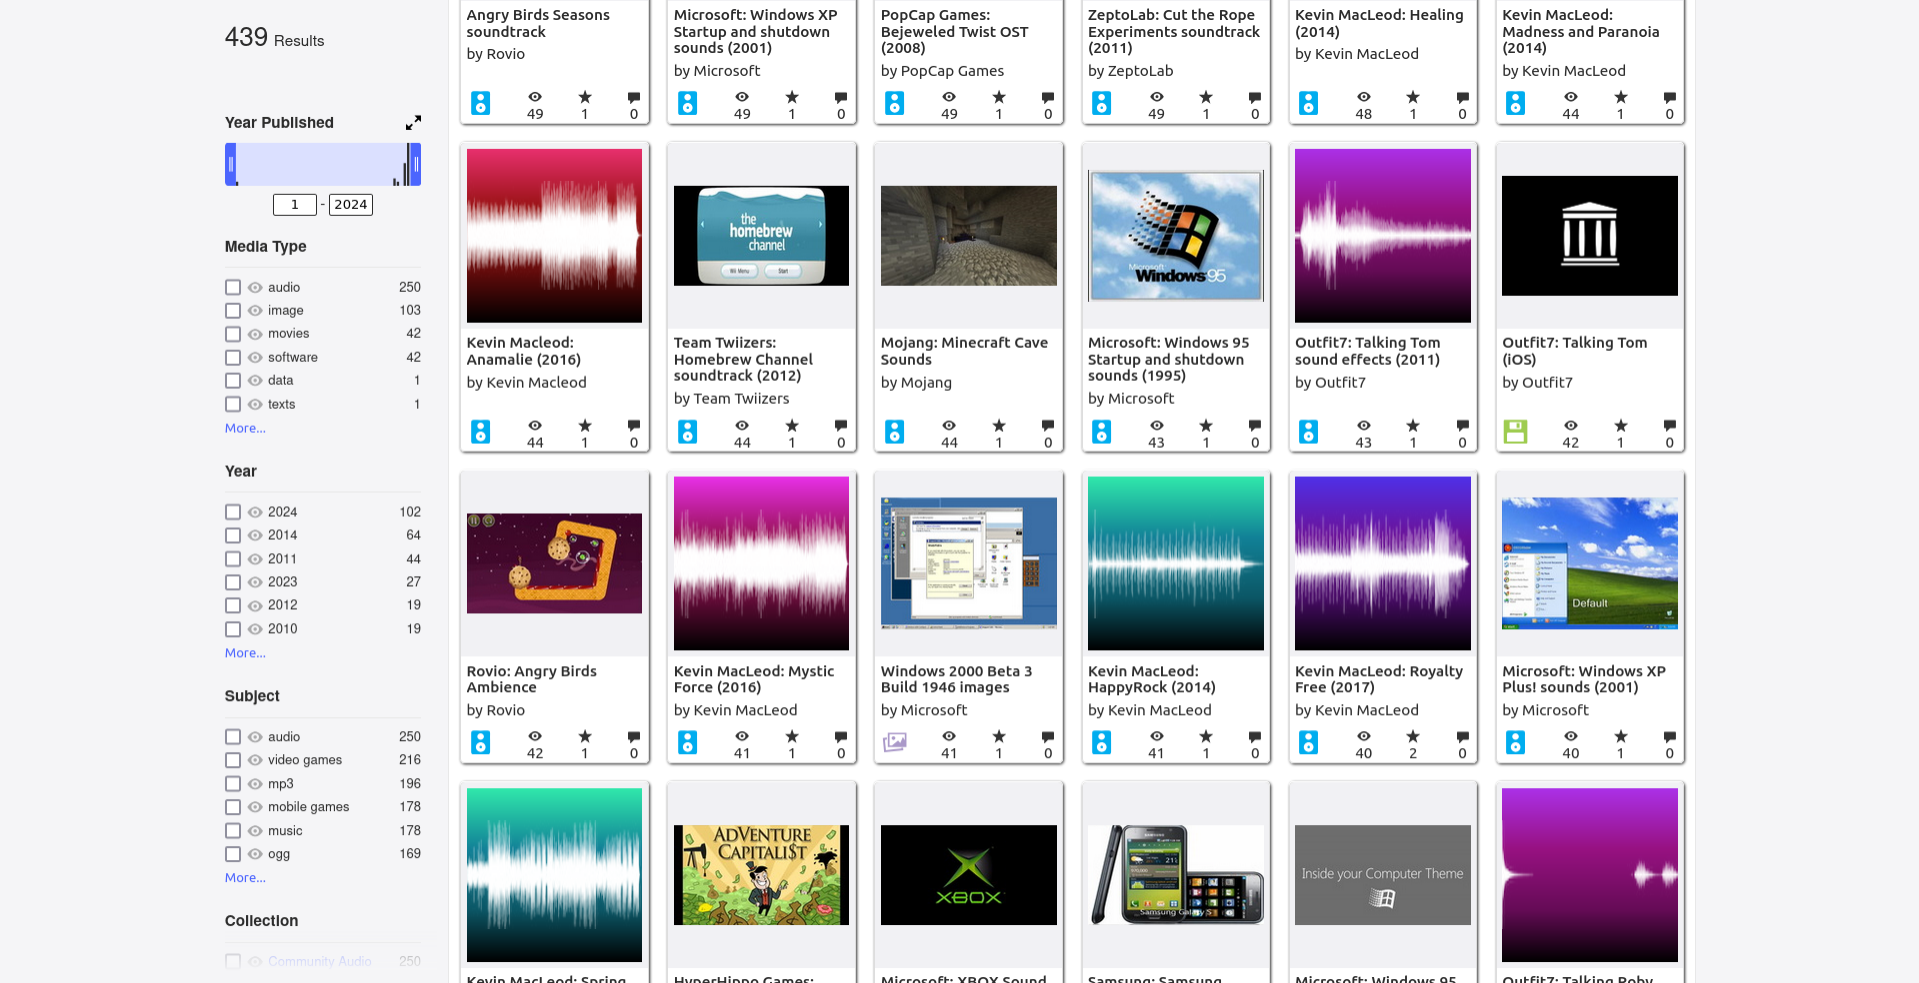 439 Results
Year Published
1 - 2024
Media Type
audio 250
image 103
movies 42
software 42
data 1
texts 1
More...
Year
2024 102
2014 64
2011 44
2023 27
2012 19
2010 19
More...
Subject
audio 250
video games 216
mp3 196
mobile games 178
music 178
ogg 169
More...
Collection
Community Audio 250
Angry Birds Seasons
soundtrack
by Rovio
49 1 0
Microsoft: Windows XP
Startup and shutdown
sounds (2001)
by Microsoft
49 1 0
PopCap Games:
Bejeweled Twist OST
(2008)
by PopCap Games
49 1 0
ZeptoLab: Cut the Rope
Experiments soundtrack
(2011)
by ZeptoLab
49 1 0
Kevin MacLeod: Healing
(2014)
by Kevin MacLeod
48 1 0
Kevin MacLeod:
Madness and Paranoia
(2014)
by Kevin MacLeod
44 1 0
Kevin Macleod:
Anamalie (2016)
by Kevin Macleod
44 1 0
the
homebrew
channel
Wii Menu Start
Team Twiizers:
Homebrew Channel
soundtrack (2012)
by Team Twiizers
44 1 0
Mojang: Minecraft Cave
Sounds
by Mojang
44 1 0
Microsoft
Windows 95
Microsoft: Windows 95
Startup and shutdown
sounds (1995)
by Microsoft
43 1 0
Outfit7: Talking Tom
sound effects (2011)
by Outfit7
43 1 0
Outfit7: Talking Tom
(iOS)
by Outfit7
42 1 0
Rovio: Angry Birds
Ambience
by Rovio
42 1 0
Kevin MacLeod: Mystic
Force (2016)
by Kevin MacLeod
41 1 0
Windows 2000 Beta 3
Build 1946 images
by Microsoft
41 1 0
Kevin MacLeod:
HappyRock (2014)
by Kevin MacLeod
41 1 0
Kevin MacLeod: Royalty
Free (2017)
by Kevin MacLeod
40 2 0
Default
Microsoft: Windows XP
Plus! sounds (2001)
by Microsoft
40 1 0
Kevin MacLeod: Spring
ADVENTURE
CAPITALI$T
HyperHippo Games:
XBOX
Microsoft: XBOX Sound
SAMSUNG
Samsung Galaxy S
Samsung: Samsung
Inside your Computer Theme
Microsoft: Windows 95
Outfit7: Talking Roby